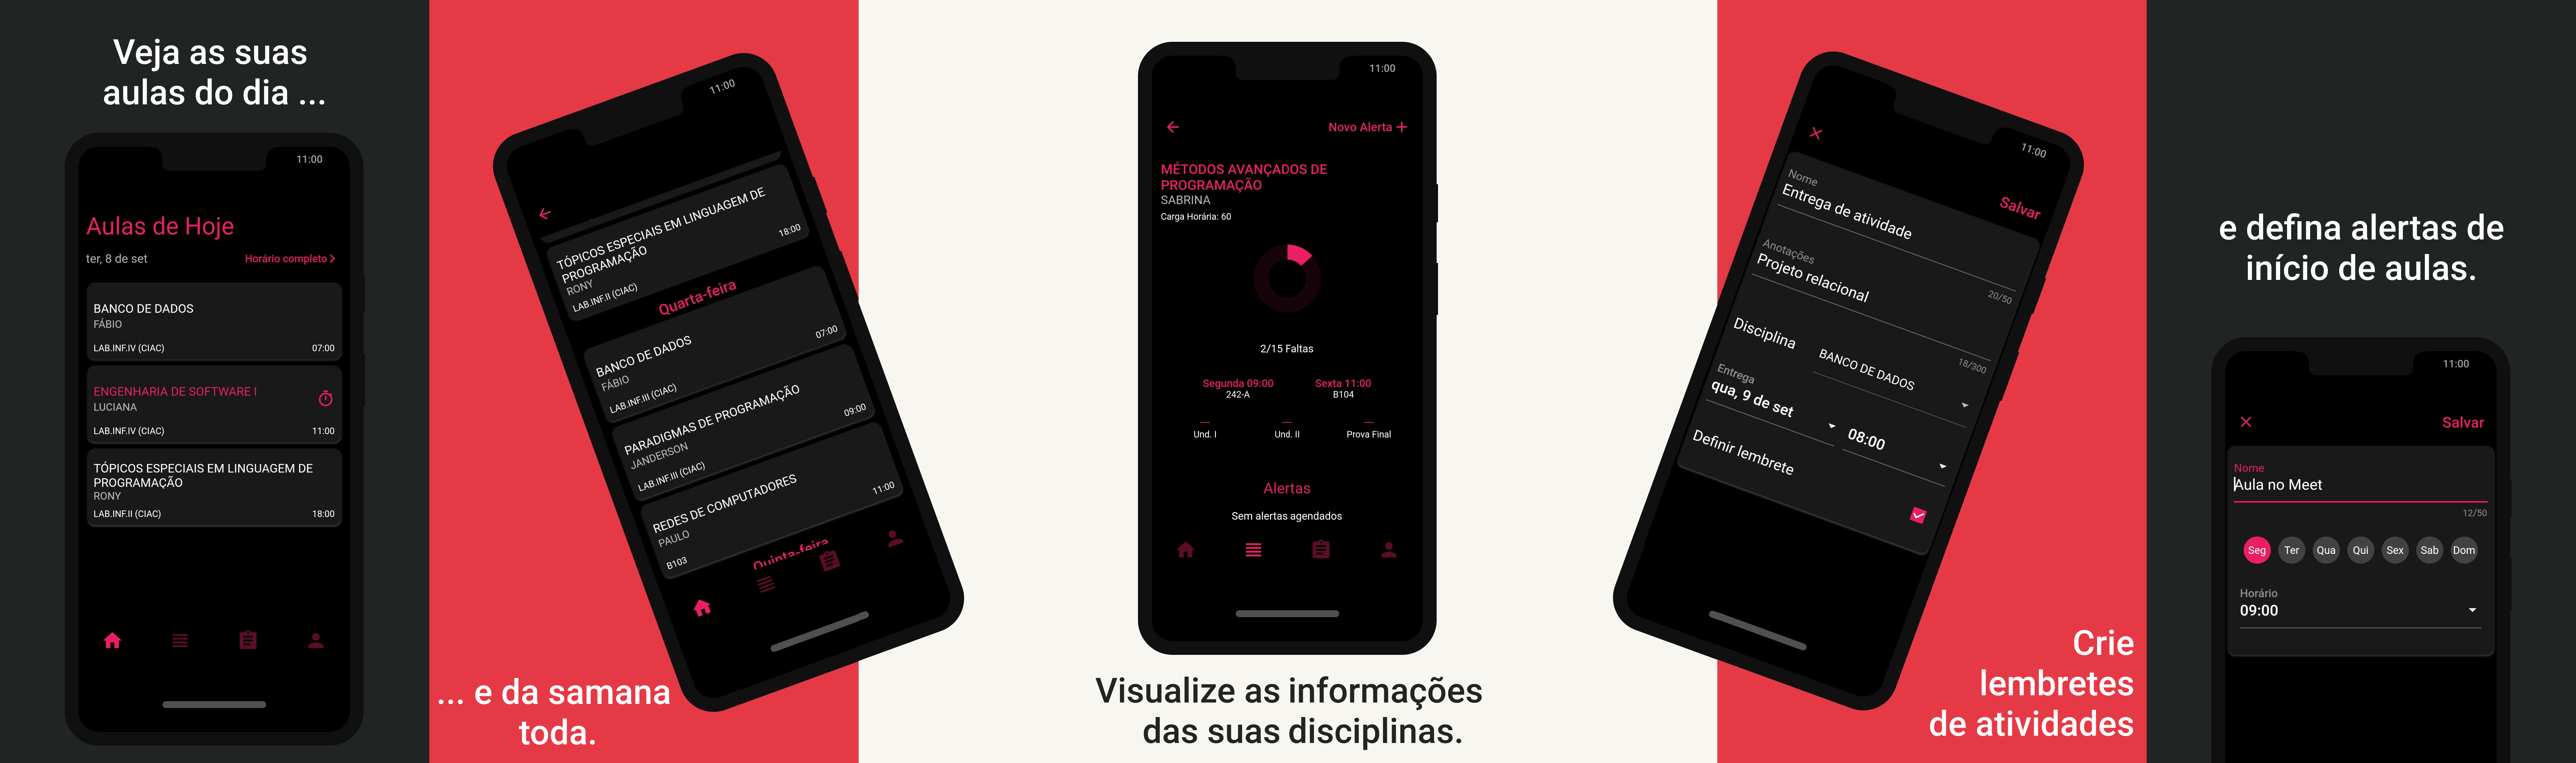 Veja as suas
aulas do dia ...
11:00
Aulas de Hoje
ter, 8 de set
Horário completo
BANCO DE DADOS
FÁBIO
LAB.INF.IV (CIAC)
07:00
ENGENHARIA DE SOFTWARE I
LUCIANA
LAB.INF.IV (CIAC)
11:00
TÓPICOS ESPECIAIS EM LINGUAGEM DE
PROGRAMAÇÃO
RONY
LAB.INF.II (CIAC)
18:00
11:00
TÓPICOS ESPECIAIS EM LINGUAGEM DE
PROGRAMAÇÃO
RONY
LAB.INF.II (CIAC)
18:00
Quarta-feira
BANCO DE DADOS
FÁBIO
LAB.INF.III (CIAC)
07:00
PARADIGMAS DE PROGRAMAÇÃO
JANDERSON
LAB.INF.III (CIAC)
09:00
REDES DE COMPUTADORES
PAULO
B103
11:00
Quinta-feira
... e da samana
toda.
11:00
Novo Alerta
MÉTODOS AVANÇADOS DE
PROGRAMAÇÃO
SABRINA
Carga Horária: 60
2/15 Faltas
Segunda 09:00
242-A
Sexta 11:00
B104
---
Und. I
---
Und. II
---
Prova Final
Alertas
Sem alertas agendados
Visualize as informações
das suas disciplinas.
11:00
Salvar
Nome
Entrega de atividade
20/50
Anotações
Projeto relacional
18/300
Disciplina
BANCO DE DADOS
Entrega
qua, 9 de set
08:00
Definir lembrete
Crie
lembretes
de atividades
e defina alertas de
início de aulas.
11:00
Salvar
Nome
Aula no Meet
12/50
Seg Ter Qua Qui Sex Sab Dom
Horário
09:00